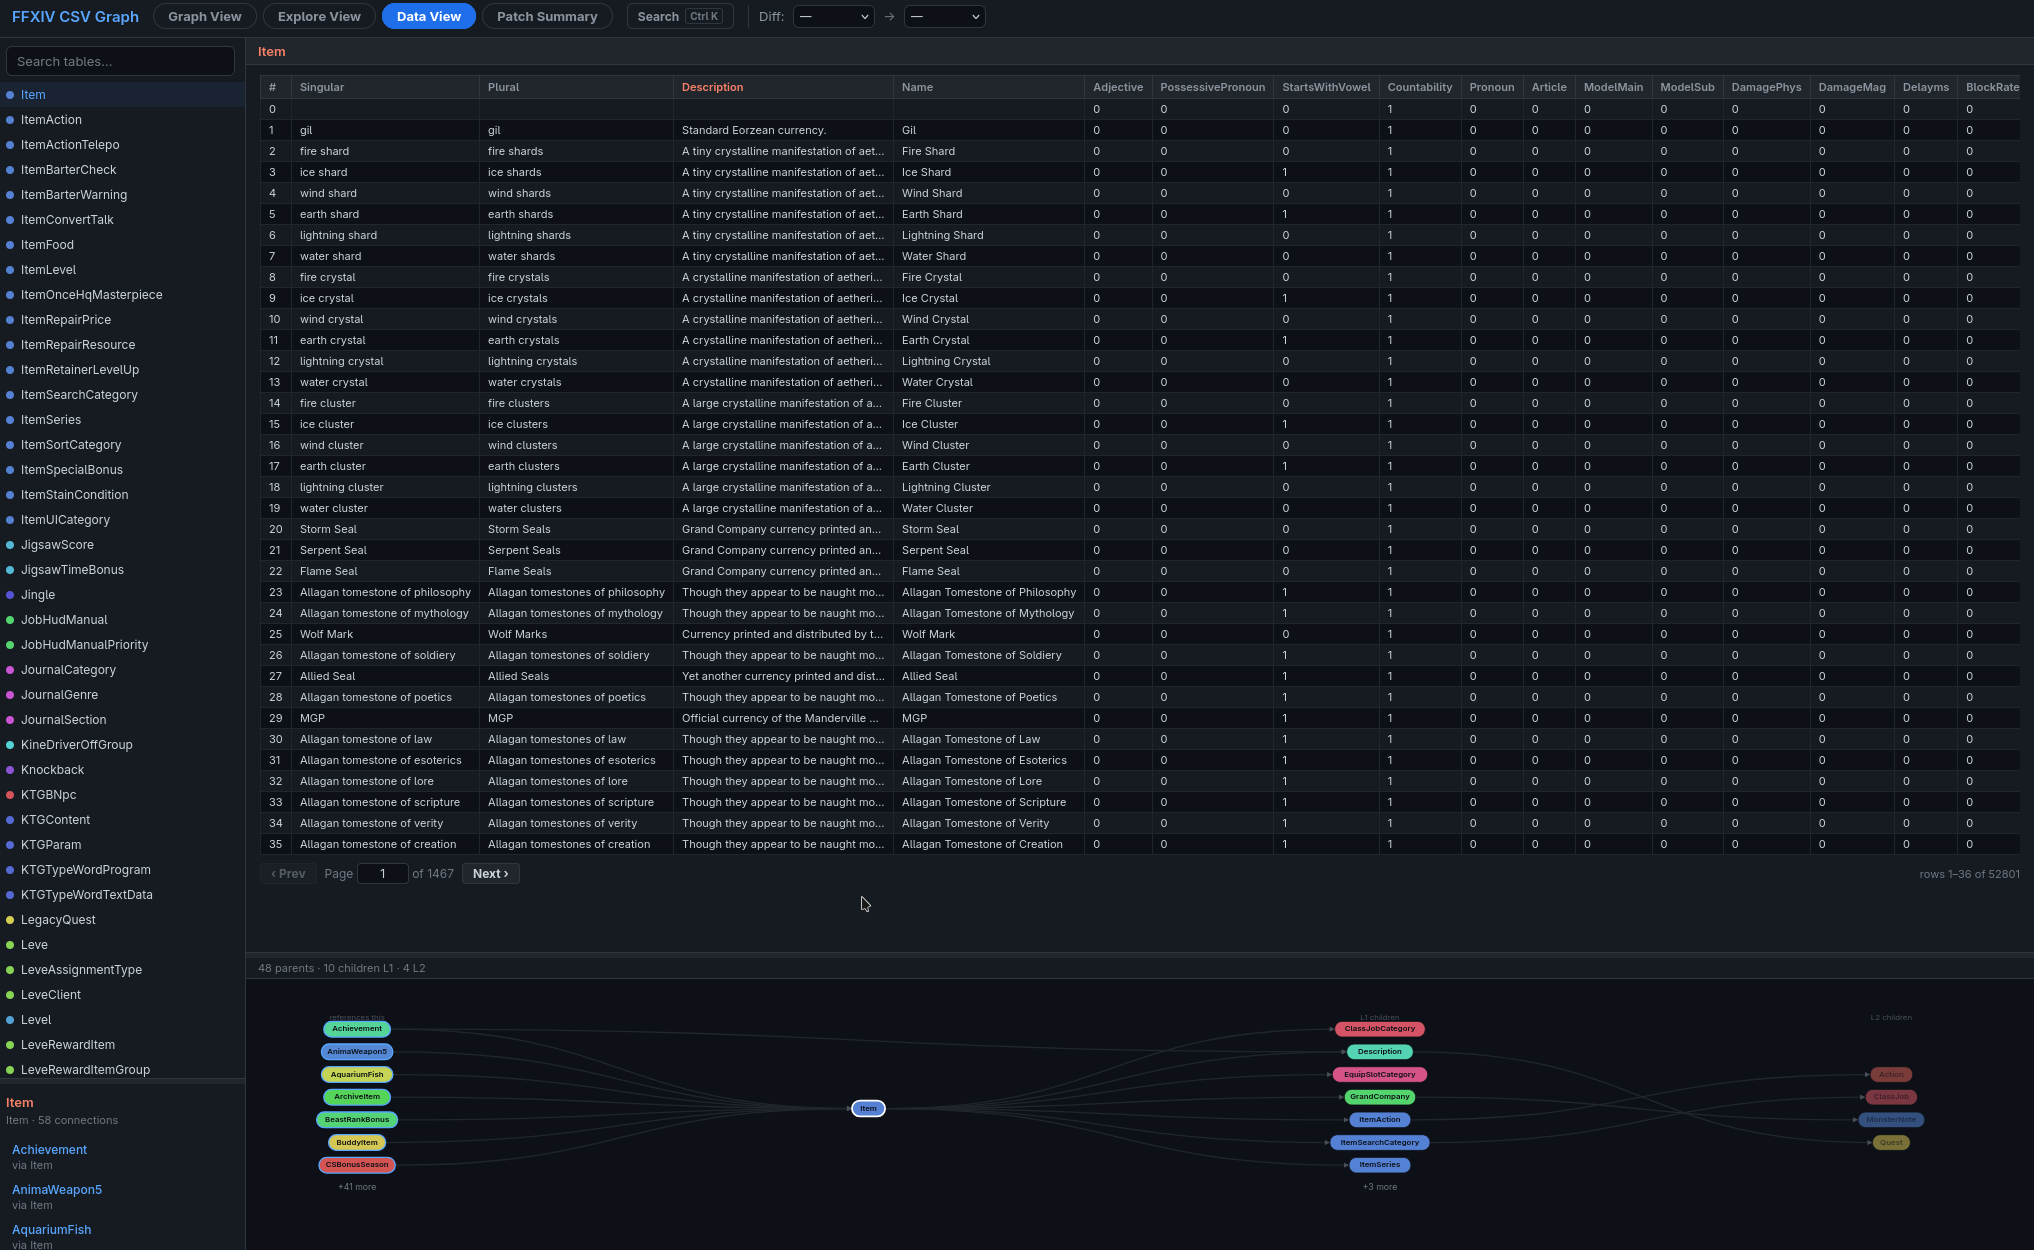 FFXIV CSV Graph Graph View Explore View Data View Patch Summary Search Ctrl K Diff: — → —
Search tables...
Item
ItemAction
ItemActionTelepo
ItemBarterCheck
ItemBarterWarning
ItemConvertTalk
ItemFood
ItemLevel
ItemOnceHqMasterpiece
ItemRepairPrice
ItemRepairResource
ItemRetainerLevelUp
ItemSearchCategory
ItemSeries
ItemSortCategory
ItemSpecialBonus
ItemStainCondition
ItemUICategory
JigsawScore
JigsawTimeBonus
Jingle
JobHudManual
JobHudManualPriority
JournalCategory
JournalGenre
JournalSection
KineDriverOffGroup
Knockback
KTGBNpc
KTGContent
KTGParam
KTGTypeWordProgram
KTGTypeWordTextData
LegacyQuest
Leve
LeveAssignmentType
LeveClient
Level
LeveRewardItem
LeveRewardItemGroup
Item
Item · 58 connections
Achievement
via Item
AnimaWeapon5
via Item
AquariumFish
via Item
Item
# Singular Plural Description Name Adjective PossessivePronoun StartsWithVowel Countability Pronoun Article ModelMain ModelSub DamagePhys DamageMag Delayms BlockRate
0 0 0 0 1 0 0 0 0 0 0 0 0
1 gil gil Standard Eorzean currency. Gil 0 0 0 1 0 0 0 0 0 0 0 0
2 fire shard fire shards A tiny crystalline manifestation of aet... Fire Shard 0 0 0 1 0 0 0 0 0 0 0 0
3 ice shard ice shards A tiny crystalline manifestation of aet... Ice Shard 0 0 1 1 0 0 0 0 0 0 0 0
4 wind shard wind shards A tiny crystalline manifestation of aet... Wind Shard 0 0 0 1 0 0 0 0 0 0 0 0
5 earth shard earth shards A tiny crystalline manifestation of aet... Earth Shard 0 0 1 1 0 0 0 0 0 0 0 0
6 lightning shard lightning shards A tiny crystalline manifestation of aet... Lightning Shard 0 0 0 1 0 0 0 0 0 0 0 0
7 water shard water shards A tiny crystalline manifestation of aet... Water Shard 0 0 0 1 0 0 0 0 0 0 0 0
8 fire crystal fire crystals A crystalline manifestation of aetheri... Fire Crystal 0 0 0 1 0 0 0 0 0 0 0 0
9 ice crystal ice crystals A crystalline manifestation of aetheri... Ice Crystal 0 0 1 1 0 0 0 0 0 0 0 0
10 wind crystal wind crystals A crystalline manifestation of aetheri... Wind Crystal 0 0 0 1 0 0 0 0 0 0 0 0
11 earth crystal earth crystals A crystalline manifestation of aetheri... Earth Crystal 0 0 1 1 0 0 0 0 0 0 0 0
12 lightning crystal lightning crystals A crystalline manifestation of aetheri... Lightning Crystal 0 0 0 1 0 0 0 0 0 0 0 0
13 water crystal water crystals A crystalline manifestation of aetheri... Water Crystal 0 0 0 1 0 0 0 0 0 0 0 0
14 fire cluster fire clusters A large crystalline manifestation of a... Fire Cluster 0 0 0 1 0 0 0 0 0 0 0 0
15 ice cluster ice clusters A large crystalline manifestation of a... Ice Cluster 0 0 1 1 0 0 0 0 0 0 0 0
16 wind cluster wind clusters A large crystalline manifestation of a... Wind Cluster 0 0 0 1 0 0 0 0 0 0 0 0
17 earth cluster earth clusters A large crystalline manifestation of a... Earth Cluster 0 0 1 1 0 0 0 0 0 0 0 0
18 lightning cluster lightning clusters A large crystalline manifestation of a... Lightning Cluster 0 0 0 1 0 0 0 0 0 0 0 0
19 water cluster water clusters A large crystalline manifestation of a... Water Cluster 0 0 0 1 0 0 0 0 0 0 0 0
20 Storm Seal Storm Seals Grand Company currency printed an... Storm Seal 0 0 0 1 0 0 0 0 0 0 0 0
21 Serpent Seal Serpent Seals Grand Company currency printed an... Serpent Seal 0 0 0 1 0 0 0 0 0 0 0 0
22 Flame Seal Flame Seals Grand Company currency printed an... Flame Seal 0 0 0 1 0 0 0 0 0 0 0 0
23 Allagan tomestone of philosophy Allagan tomestones of philosophy Though they appear to be naught mo... Allagan Tomestone of Philosophy 0 0 1 1 0 0 0 0 0 0 0 0
24 Allagan tomestone of mythology Allagan tomestones of mythology Though they appear to be naught mo... Allagan Tomestone of Mythology 0 0 1 1 0 0 0 0 0 0 0 0
25 Wolf Mark Wolf Marks Currency printed and distributed by t... Wolf Mark 0 0 0 1 0 0 0 0 0 0 0 0
26 Allagan tomestone of soldiery Allagan tomestones of soldiery Though they appear to be naught mo... Allagan Tomestone of Soldiery 0 0 1 1 0 0 0 0 0 0 0 0
27 Allied Seal Allied Seals Yet another currency printed and dist... Allied Seal 0 0 1 1 0 0 0 0 0 0 0 0
28 Allagan tomestone of poetics Allagan tomestones of poetics Though they appear to be naught mo... Allagan Tomestone of Poetics 0 0 1 1 0 0 0 0 0 0 0 0
29 MGP MGP Official currency of the Manderville ... MGP 0 0 1 1 0 0 0 0 0 0 0 0
30 Allagan tomestone of law Allagan tomestones of law Though they appear to be naught mo... Allagan Tomestone of Law 0 0 1 1 0 0 0 0 0 0 0 0
31 Allagan tomestone of esoterics Allagan tomestones of esoterics Though they appear to be naught mo... Allagan Tomestone of Esoterics 0 0 1 1 0 0 0 0 0 0 0 0
32 Allagan tomestone of lore Allagan tomestones of lore Though they appear to be naught mo... Allagan Tomestone of Lore 0 0 1 1 0 0 0 0 0 0 0 0
33 Allagan tomestone of scripture Allagan tomestones of scripture Though they appear to be naught mo... Allagan Tomestone of Scripture 0 0 1 1 0 0 0 0 0 0 0 0
34 Allagan tomestone of verity Allagan tomestones of verity Though they appear to be naught mo... Allagan Tomestone of Verity 0 0 1 1 0 0 0 0 0 0 0 0
35 Allagan tomestone of creation Allagan tomestones of creation Though they appear to be naught mo... Allagan Tomestone of Creation 0 0 1 1 0 0 0 0 0 0 0 0
‹ Prev Page 1 of 1467 Next › rows 1–36 of 52801
48 parents · 10 children L1 · 4 L2
references this
Achievement
AnimaWeapon5
AquariumFish
ArchiveItem
BeastRankBonus
BuddyItem
CSBonusSeason
+41 more
Item
L1 children
ClassJobCategory
Description
EquipSlotCategory
GrandCompany
ItemAction
ItemSearchCategory
ItemSeries
+3 more
L2 children
Action
ClassJob
MonsterNote
Quest